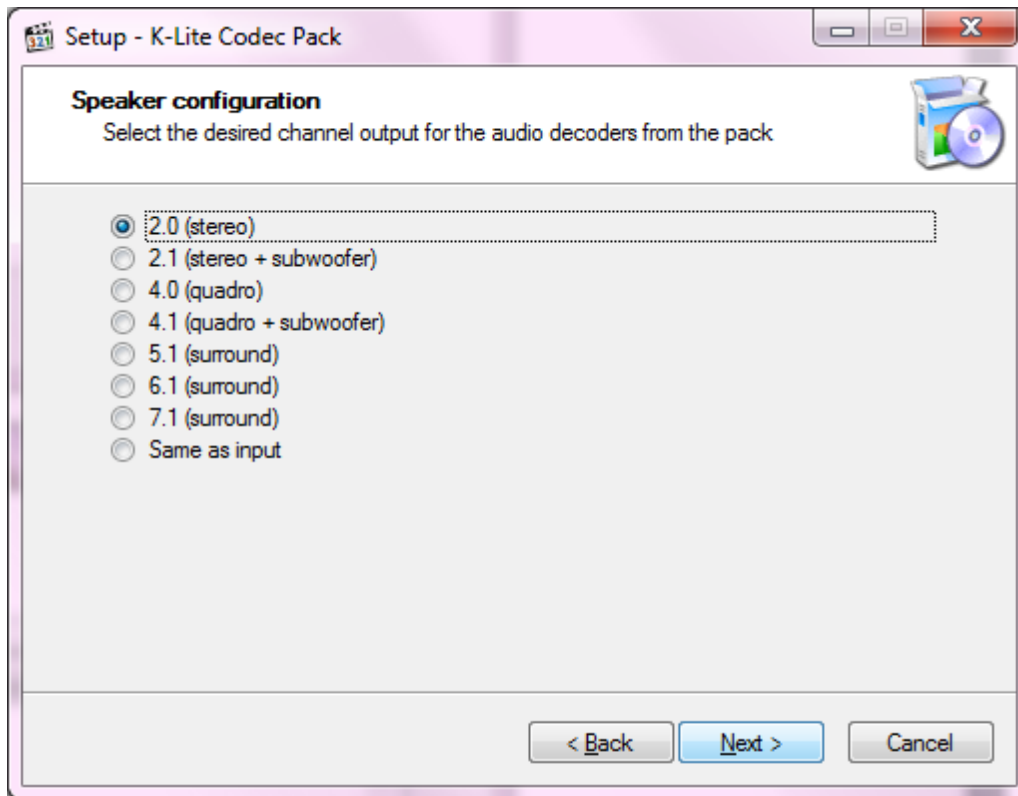 Setup - K-Lite Codec Pack
Speaker configuration
Select the desired channel output for the audio decoders from the pack
2.0 (stereo)
2.1 (stereo + subwoofer)
4.0 (quadro)
4.1 (quadro + subwoofer)
5.1 (surround)
6.1 (surround)
7.1 (surround)
Same as input
< Back Next > Cancel